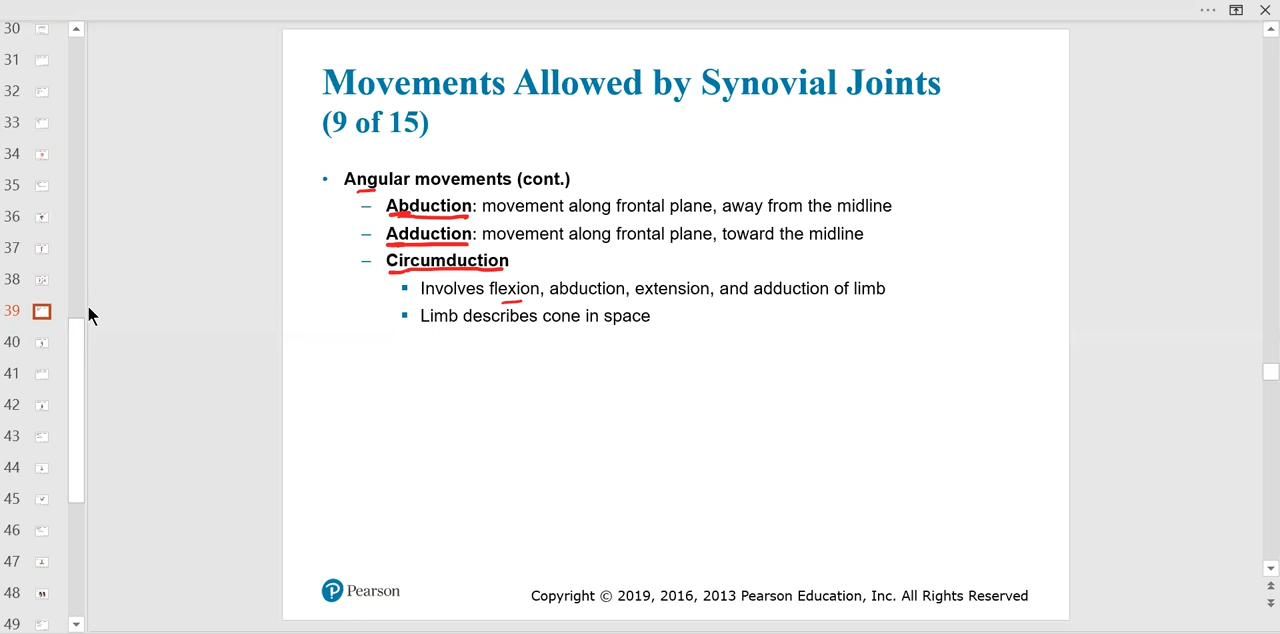 30
31
32
33
34
35
36
37
38
39
40
41
42
43
44
45
46
47
48
49
Movements Allowed by Synovial Joints
(9 of 15)
• Angular movements (cont.)
– Abduction: movement along frontal plane, away from the midline
– Adduction: movement along frontal plane, toward the midline
– Circumduction
▪ Involves flexion, abduction, extension, and adduction of limb
▪ Limb describes cone in space
P Pearson
Copyright © 2019, 2016, 2013 Pearson Education, Inc. All Rights Reserved